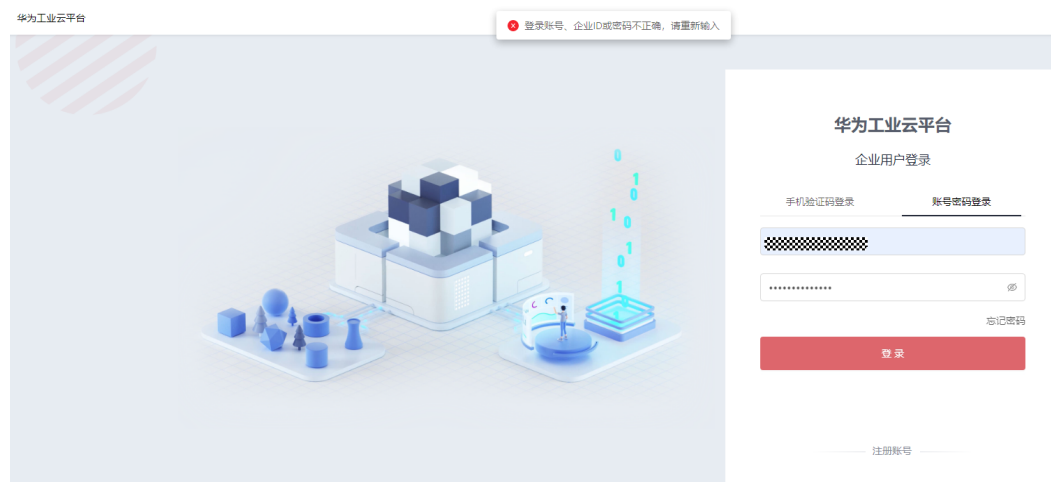 华为工业云平台
登录账号、企业ID或密码不正确，请重新输入
华为工业云平台
企业用户登录
手机验证码登录 账号密码登录
忘记密码
登录
注册账号
0
1
0
1
0
1
0
1
0
1